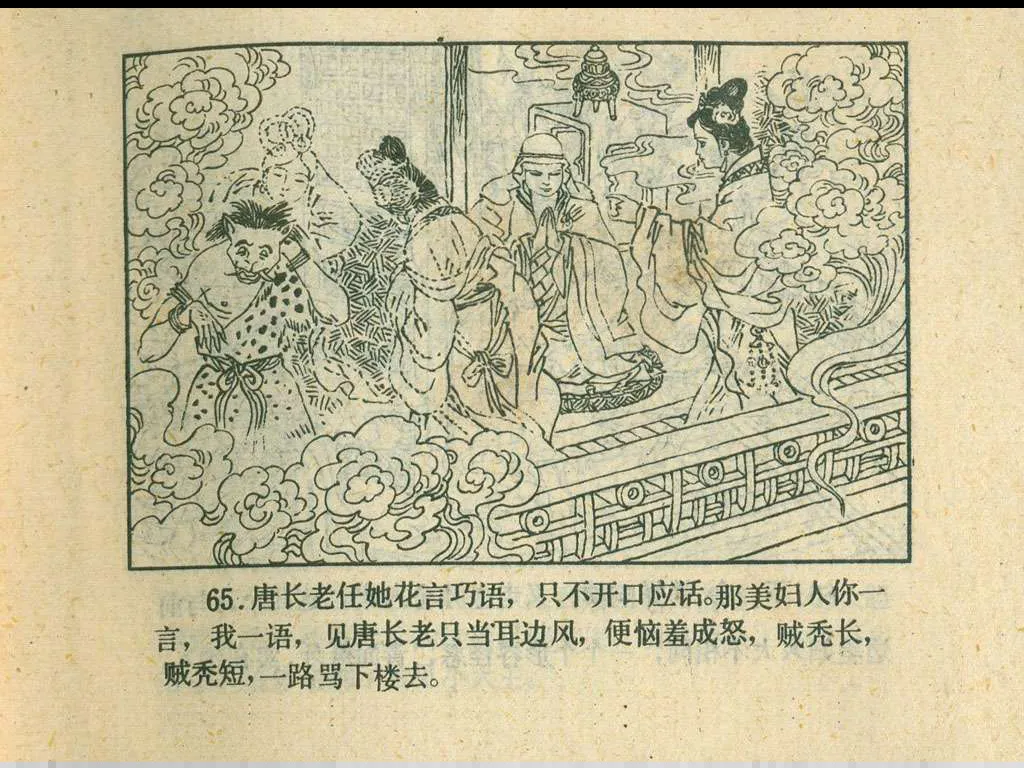 65.唐长老任她花言巧语，只不开口应话。那美妇人你一
言，我一语，见唐长老只当耳边风，便恼羞成怒，贼秃长，
贼秃短，一路骂下楼去。